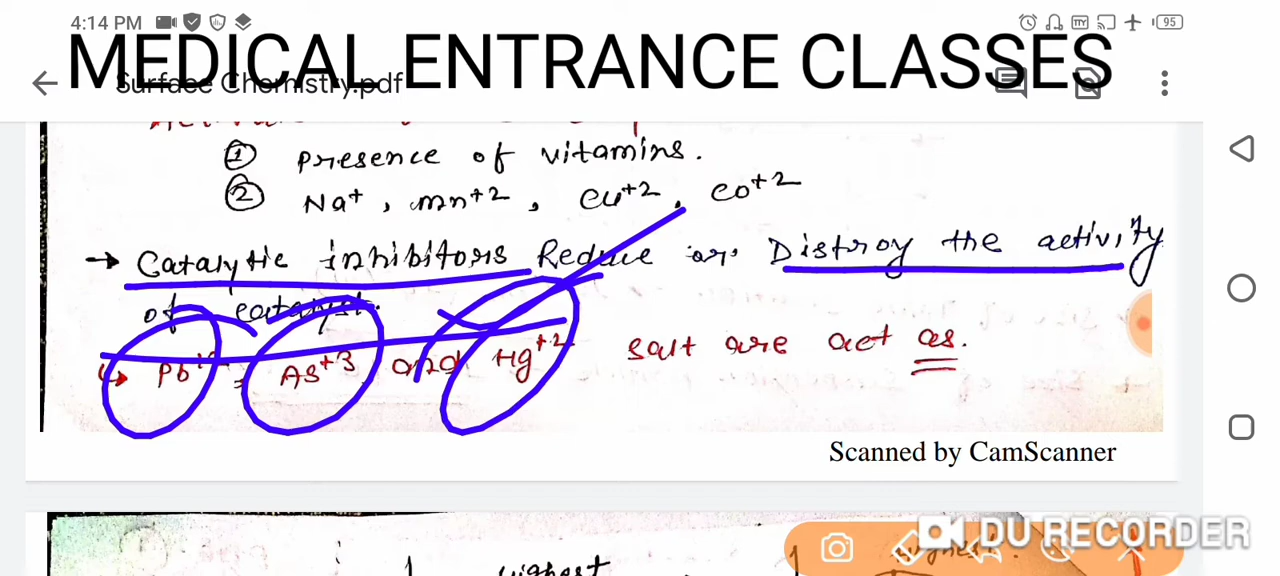 4:14 PM
95
MEDICAL ENTRANCE CLASSES
Surface Chemistry.pdf
① Presence of vitamins.
② Na+, mn+2, cu+2, co+2
→ Catalytic inhibitors Reduce or Distroy the activity
of catalyst.
↳ Pb, As+3 and Hg+2 salt are act as.
Scanned by CamScanner
DU RECORDER
Highest